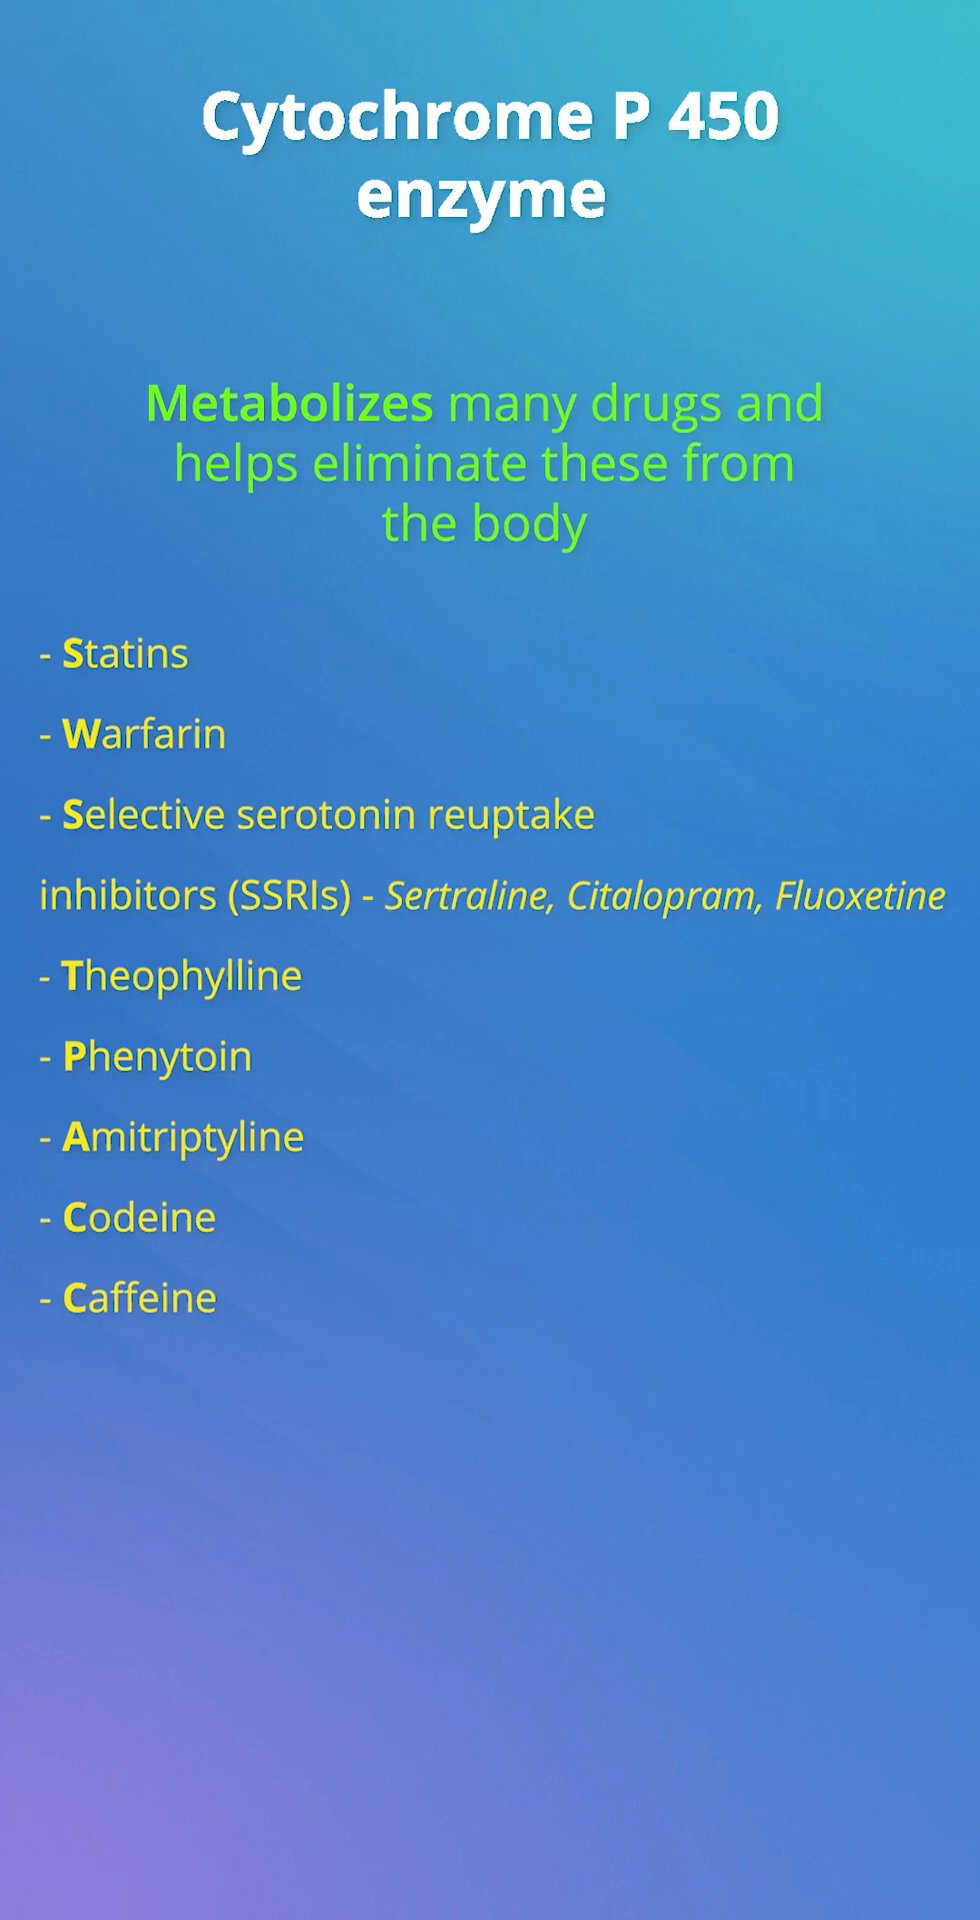 Cytochrome P 450
enzyme
Metabolizes many drugs and
helps eliminate these from
the body
- Statins
- Warfarin
- Selective serotonin reuptake
inhibitors (SSRIs) - Sertraline, Citalopram, Fluoxetine
- Theophylline
- Phenytoin
- Amitriptyline
- Codeine
- Caffeine